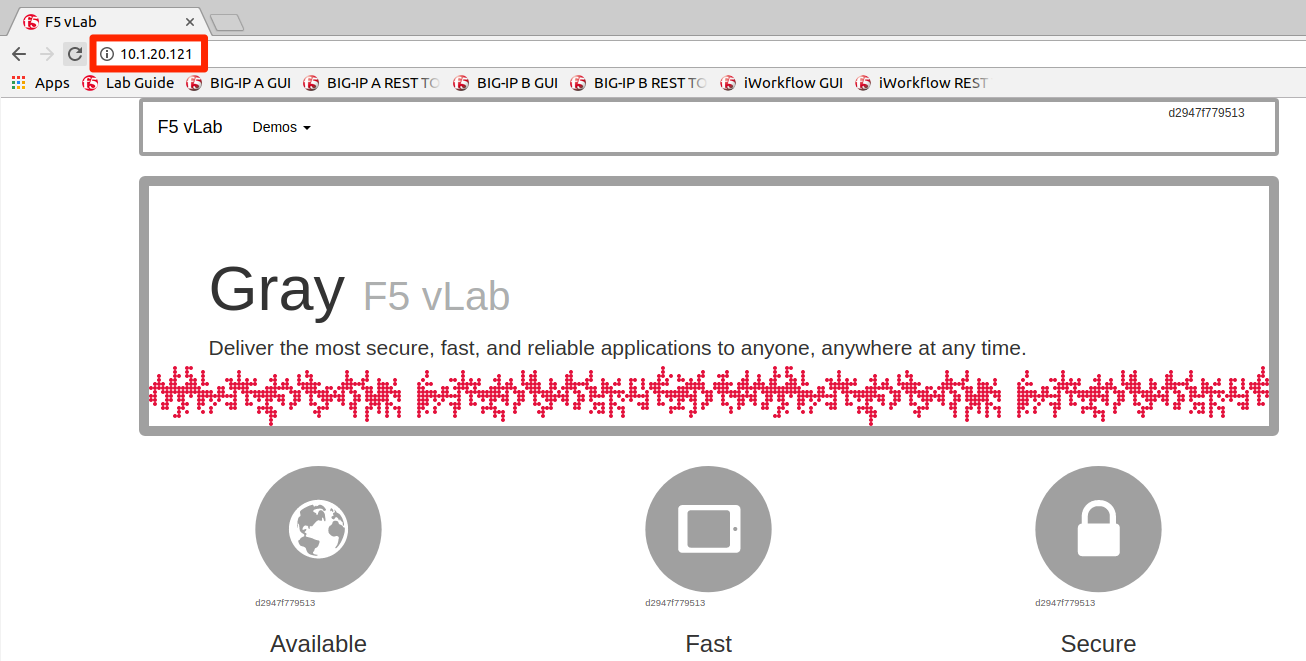 F5 vLab
10.1.20.121
Apps Lab Guide BIG-IP A GUI BIG-IP A REST TO BIG-IP B GUI BIG-IP B REST TO iWorkflow GUI iWorkflow REST
F5 vLab Demos d2947f779513
Gray F5 vLab
Deliver the most secure, fast, and reliable applications to anyone, anywhere at any time.
d2947f779513 d2947f779513 d2947f779513
Available Fast Secure